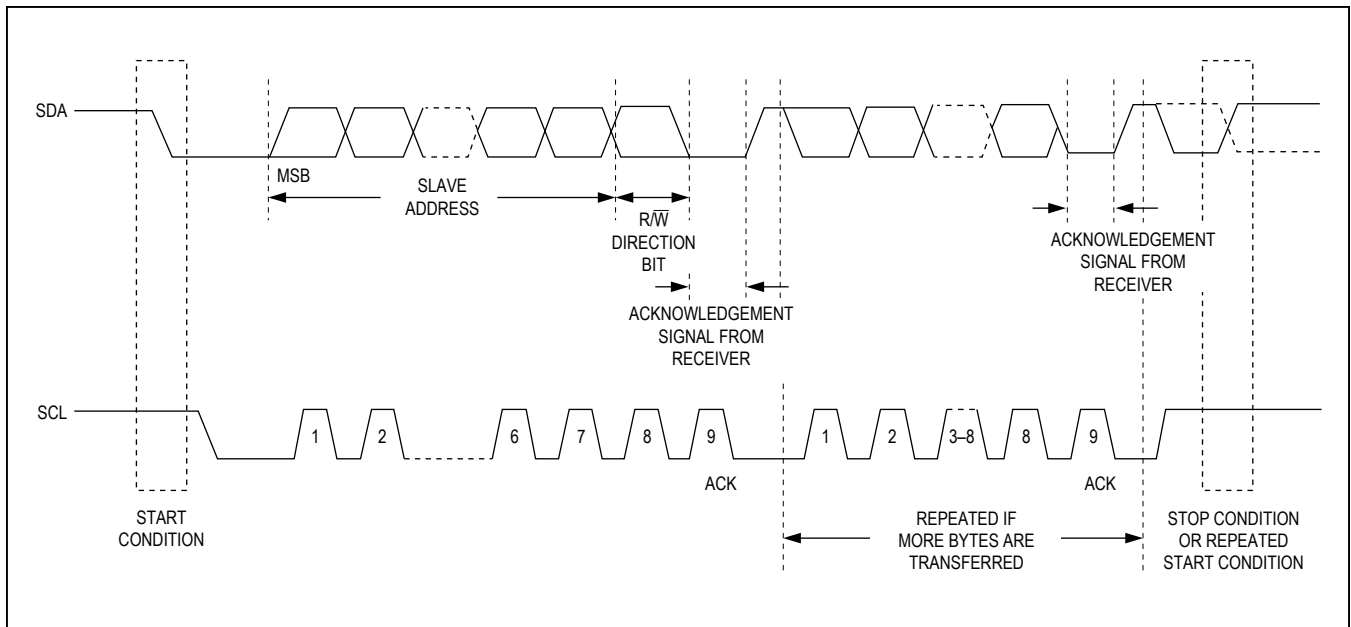 SDA
MSB
SLAVE
ADDRESS
R/W̅
DIRECTION
BIT
ACKNOWLEDGEMENT
SIGNAL FROM
RECEIVER
ACKNOWLEDGEMENT
SIGNAL FROM
RECEIVER
SCL
1 2 6 7 8 9 1 2 3–8 8 9
ACK ACK
START
CONDITION
REPEATED IF
MORE BYTES ARE
TRANSFERRED
STOP CONDITION
OR REPEATED
START CONDITION